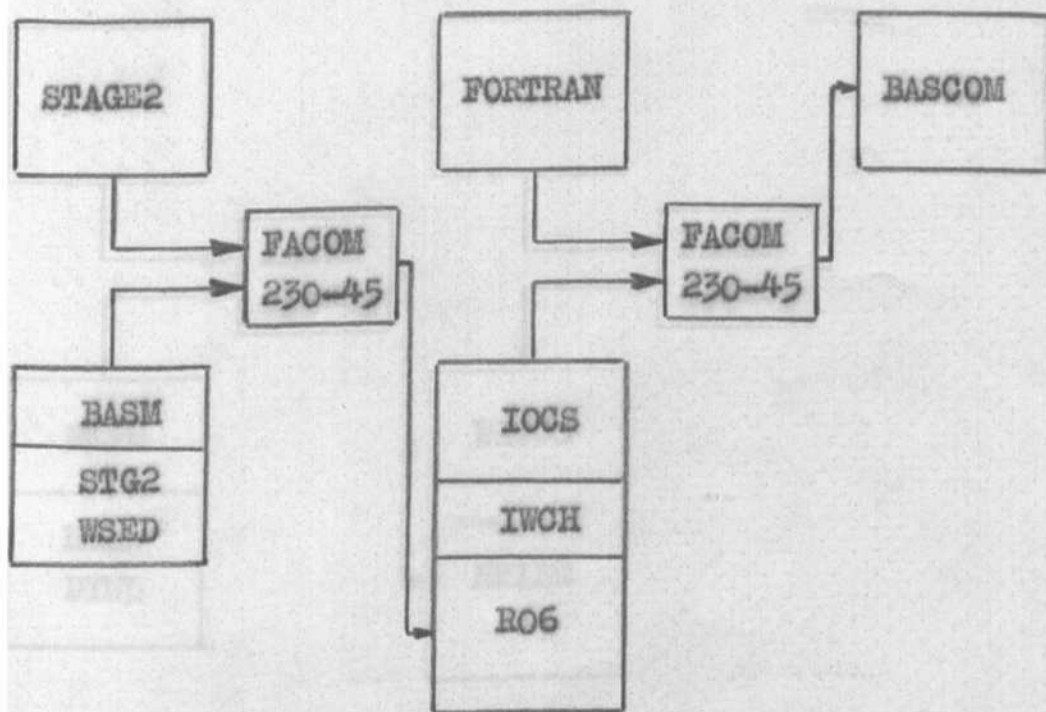 STAGE2
FORTRAN
BASCOM
FACOM
230-45
FACOM
230-45
BASM
STG2
WSED
IOCS
IWCH
RO6